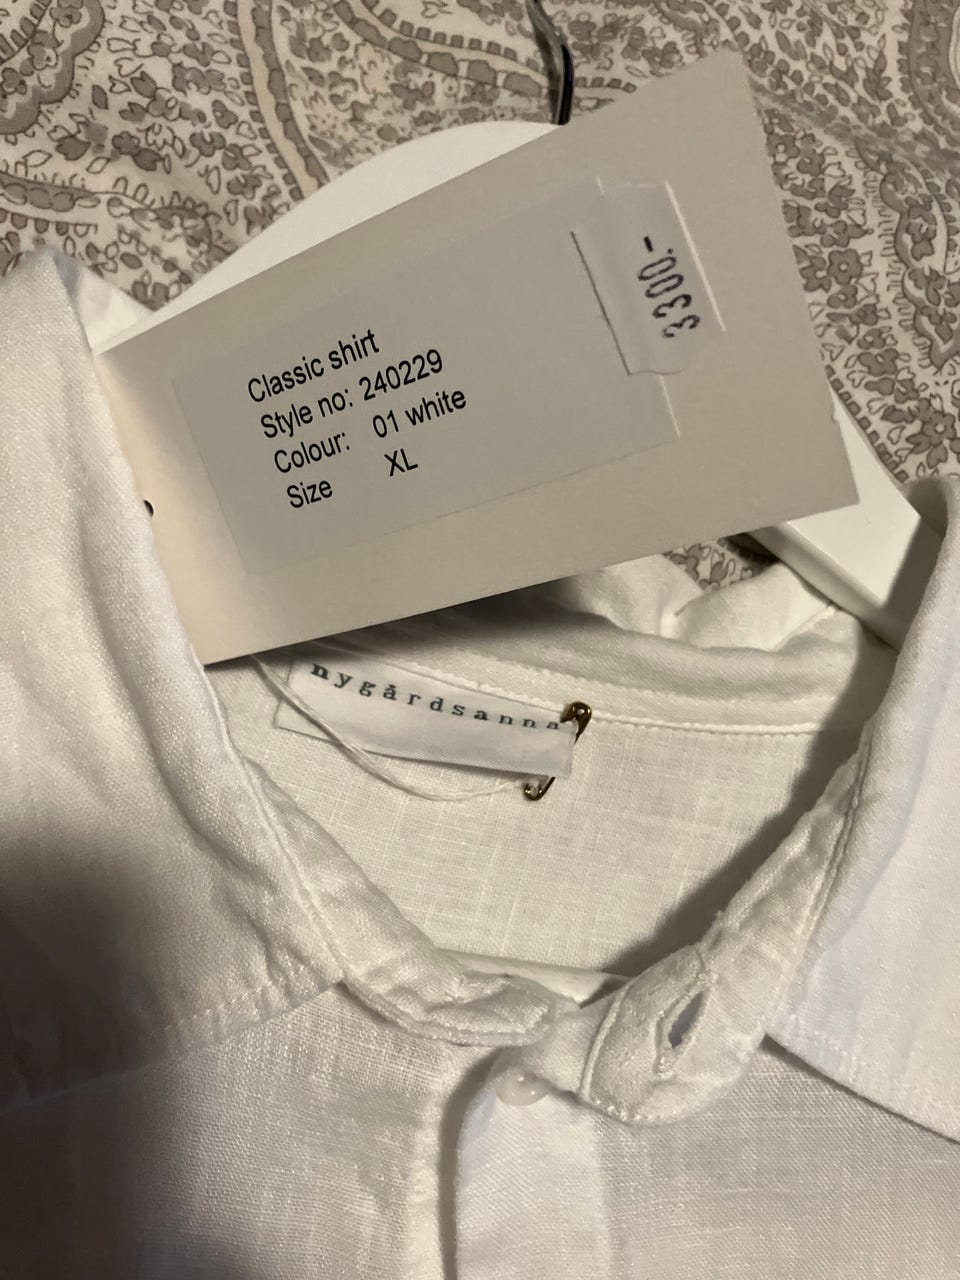 3300.-
Classic shirt
Style no: 240229
Colour: 01 white
Size XL
nygårdsanna